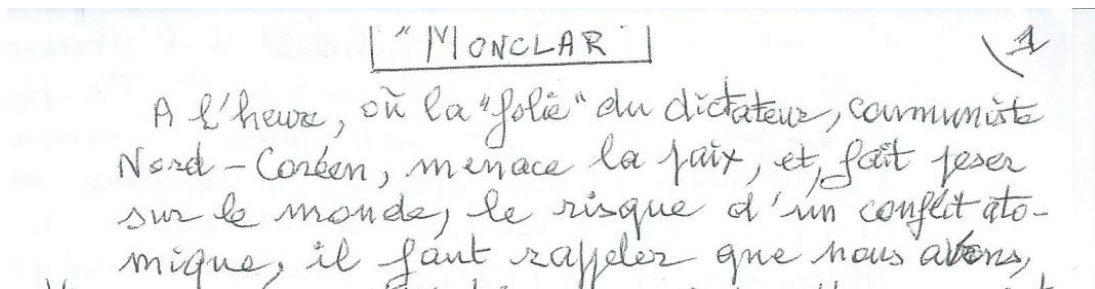 "MONCLAR"
1
A l'heure, où la "folie" du dictateur, communiste
Nord-Coréen, menace la paix, et, fait peser
sur le monde, le risque d'un conflit ato-
mique, il faut rappeler que nous avons,